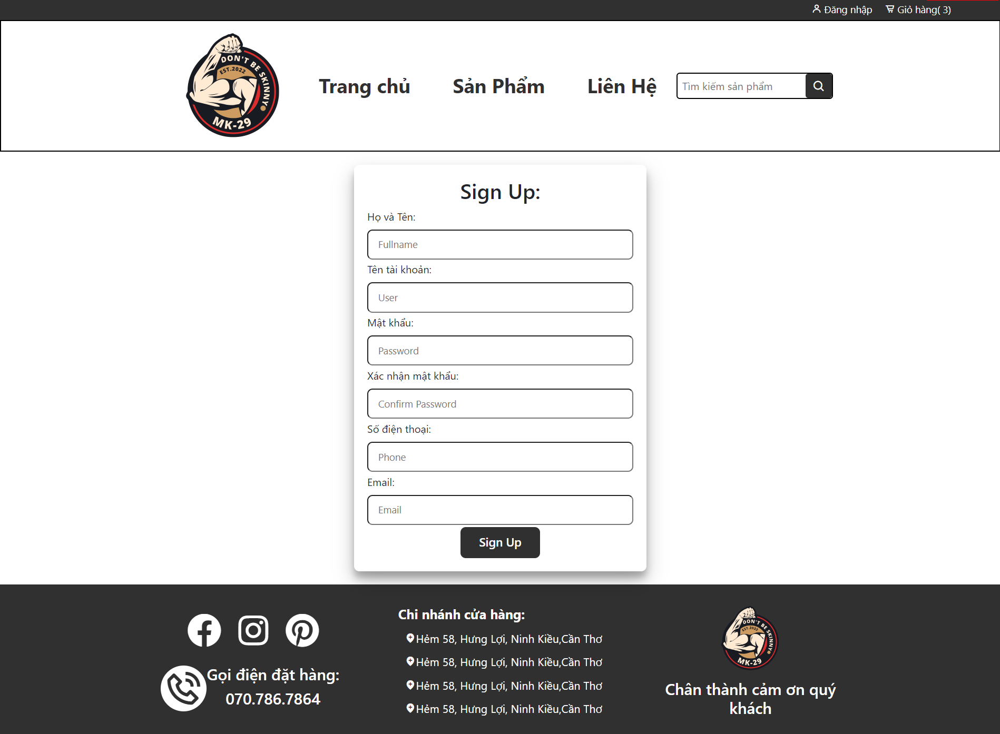 Đăng nhập
Giỏ hàng( 3)
DON'T BE SKINNY
EST.2022
MK-29
Trang chủ
Sản Phẩm
Liên Hệ
Tìm kiếm sản phẩm
Sign Up:
Họ và Tên:
Fullname
Tên tài khoản:
User
Mật khẩu:
Password
Xác nhận mật khẩu:
Confirm Password
Số điện thoại:
Phone
Email:
Email
Sign Up
Gọi điện đặt hàng:
070.786.7864
Chi nhánh cửa hàng:
Hẻm 58, Hưng Lợi, Ninh Kiều,Cần Thơ
Hẻm 58, Hưng Lợi, Ninh Kiều,Cần Thơ
Hẻm 58, Hưng Lợi, Ninh Kiều,Cần Thơ
Hẻm 58, Hưng Lợi, Ninh Kiều,Cần Thơ
DON'T BE SKINNY
EST.2022
MK-29
Chân thành cảm ơn quý
khách